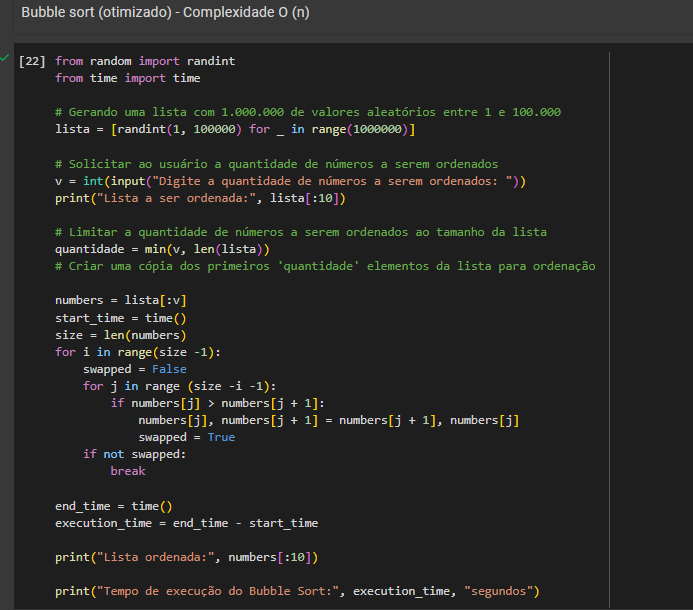 Bubble sort (otimizado) - Complexidade O (n)
[22] from random import randint
from time import time
# Gerando uma lista com 1.000.000 de valores aleatórios entre 1 e 100.000
lista = [randint(1, 100000) for _ in range(1000000)]
# Solicitar ao usuário a quantidade de números a serem ordenados
v = int(input("Digite a quantidade de números a serem ordenados: "))
print("Lista a ser ordenada:", lista[:10])
# Limitar a quantidade de números a serem ordenados ao tamanho da lista
quantidade = min(v, len(lista))
# Criar uma cópia dos primeiros 'quantidade' elementos da lista para ordenação
numbers = lista[:v]
start_time = time()
size = len(numbers)
for i in range(size -1):
    swapped = False
    for j in range (size -i -1):
        if numbers[j] > numbers[j + 1]:
            numbers[j], numbers[j + 1] = numbers[j + 1], numbers[j]
            swapped = True
    if not swapped:
        break
end_time = time()
execution_time = end_time - start_time
print("Lista ordenada:", numbers[:10])
print("Tempo de execução do Bubble Sort:", execution_time, "segundos")